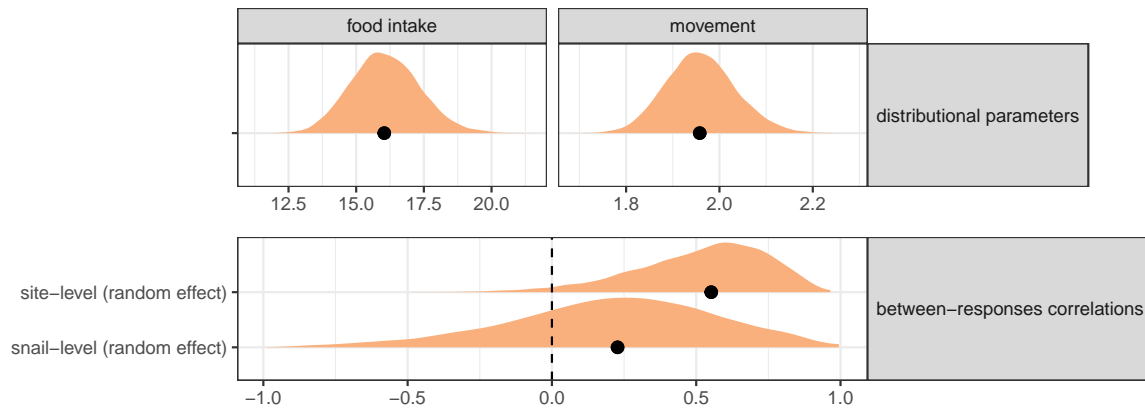 food intake
movement
distributional parameters
12.5 15.0 17.5 20.0
1.8 2.0 2.2
site−level (random effect)
snail−level (random effect)
between−responses correlations
−1.0 −0.5 0.0 0.5 1.0